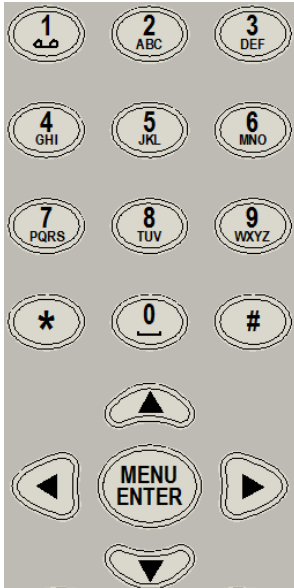 1 2 3
ABC DEF
4 5 6
GHI JKL MNO
7 8 9
PQRS TUV WXYZ
* 0 #
MENU
ENTER